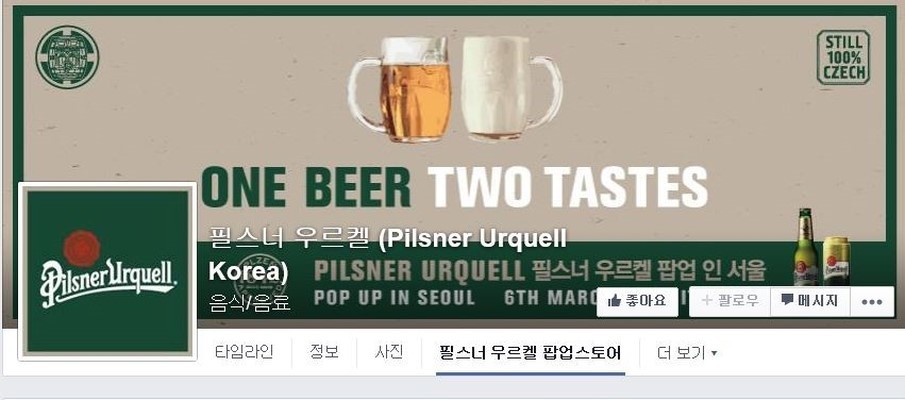 STILL
100%
CZECH
ONE BEER TWO TASTES
필스너 우르켈 (Pilsner Urquell
Korea)
음식/음료
Pilsner Urquell
PILSNER URQUELL 필스너 우르켈 팝업 인 서울
POP UP IN SEOUL 6TH
좋아요
+ 팔로우
메시지
타임라인
정보
사진
필스너 우르켈 팝업스토어
더 보기